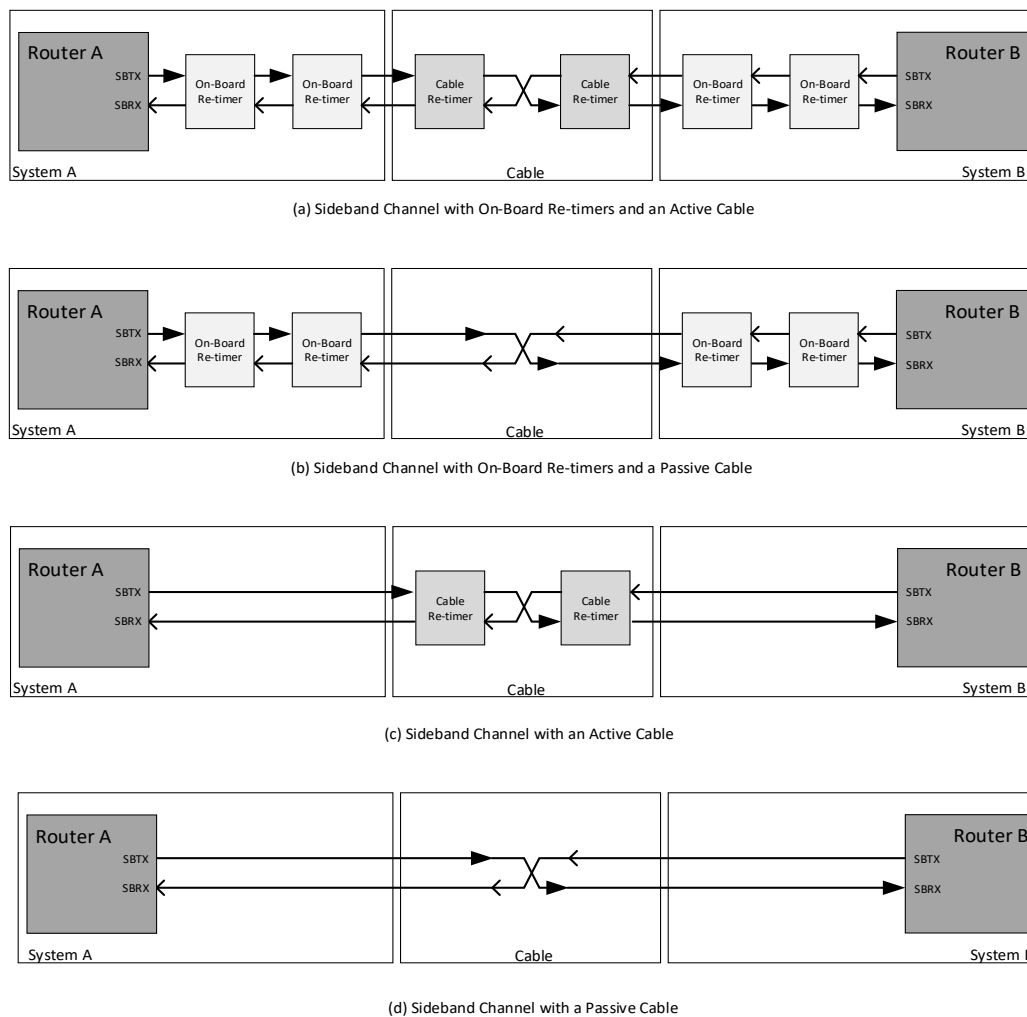 Router A
SBTX
SBRX
System A
On-Board
Re-timer
On-Board
Re-timer
Cable
Re-timer
Cable
Re-timer
Cable
On-Board
Re-timer
On-Board
Re-timer
Router B
SBTX
SBRX
System B
(a) Sideband Channel with On-Board Re-timers and an Active Cable
Router A
SBTX
SBRX
System A
On-Board
Re-timer
On-Board
Re-timer
Cable
On-Board
Re-timer
On-Board
Re-timer
Router B
SBTX
SBRX
System B
(b) Sideband Channel with On-Board Re-timers and a Passive Cable
Router A
SBTX
SBRX
System A
Cable
Re-timer
Cable
Re-timer
Cable
Router B
SBTX
SBRX
System B
(c) Sideband Channel with an Active Cable
Router A
SBTX
SBRX
System A
Cable
Router B
SBTX
SBRX
System
(d) Sideband Channel with a Passive Cable